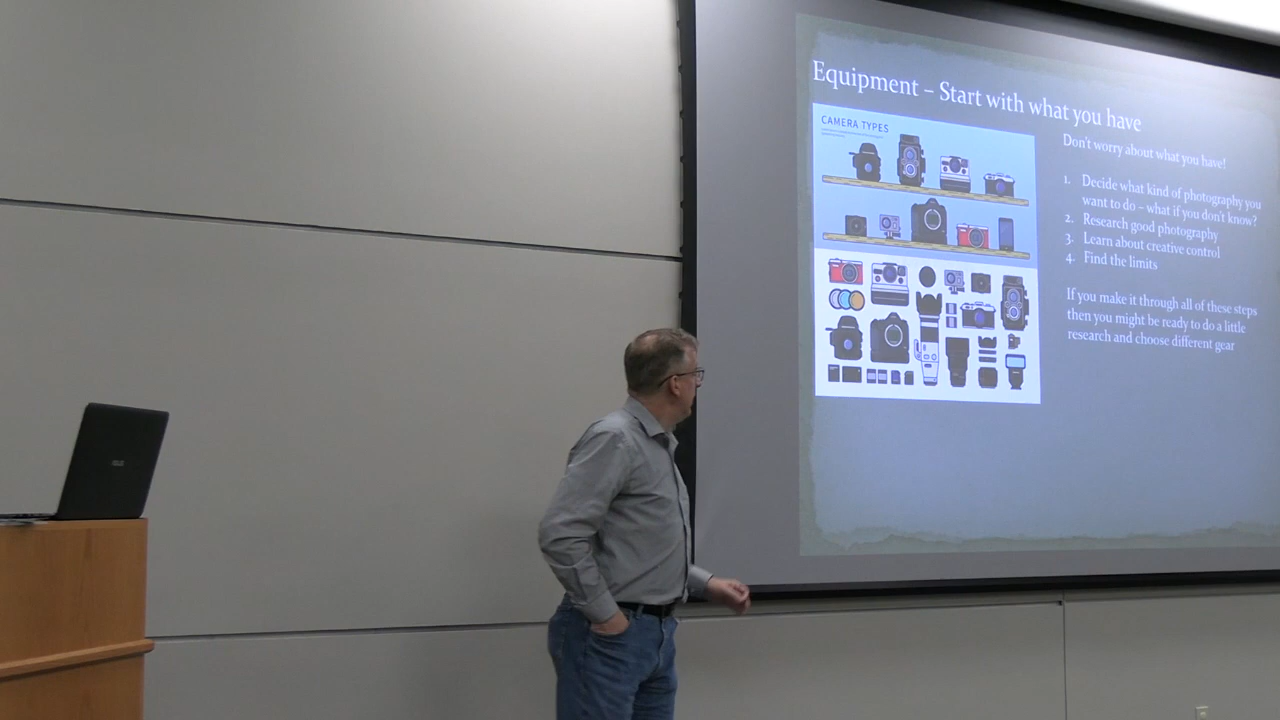 Equipment – Start with what you have
CAMERA TYPES
Don't worry about what you have!
1. Decide what kind of photography you
want to do – what if you don't know?
2. Research good photography
3. Learn about creative control
4. Find the limits
If you make it through all of these steps
then you might be ready to do a little
research and choose different gear
ASUS